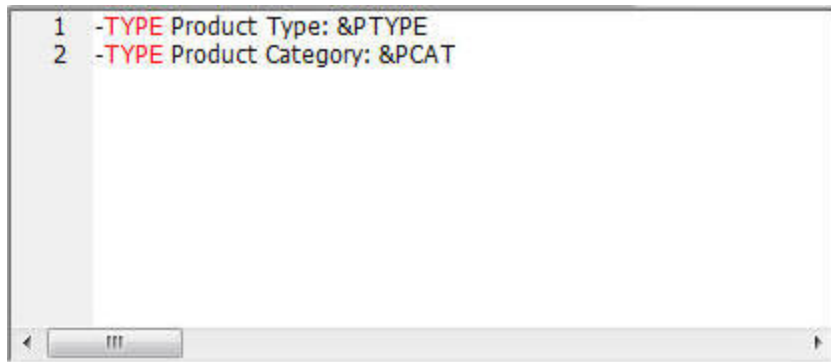 1 -TYPE Product Type: &PTYPE
2 -TYPE Product Category: &PCAT